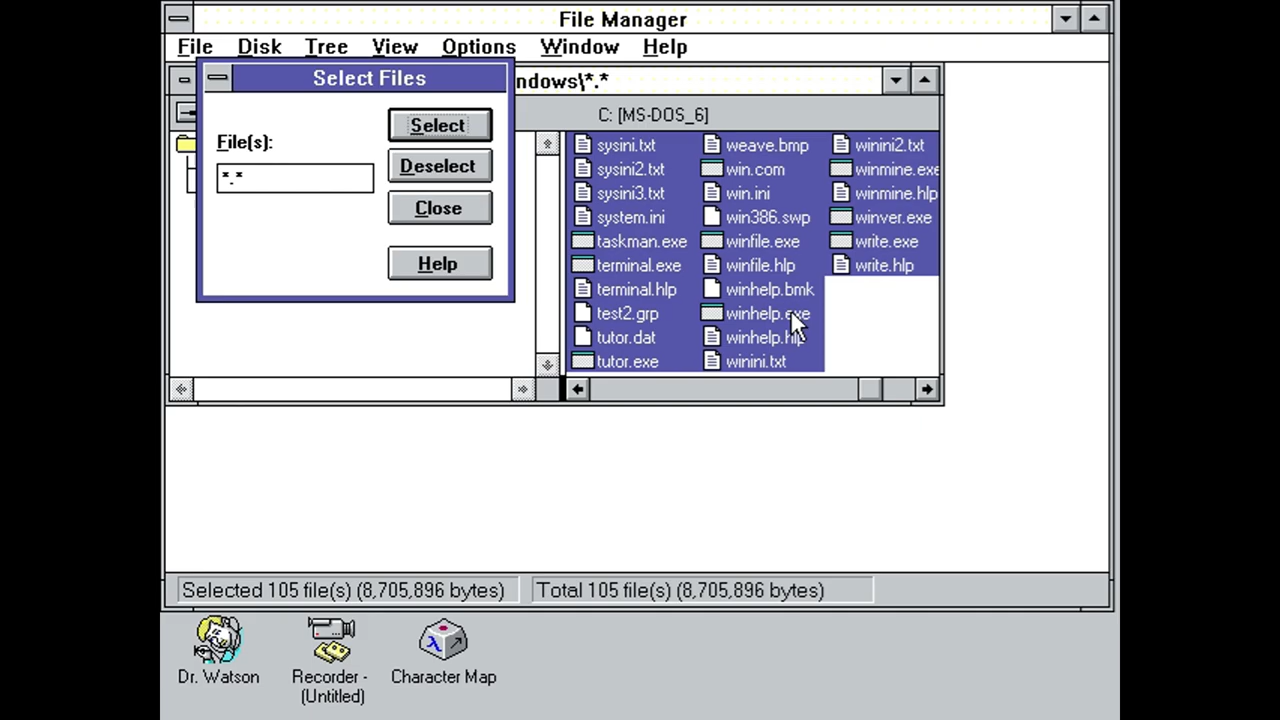 File Manager
File Disk Tree View Options Window Help
Select Files
ndows\*.*
C: [MS-DOS_6]
File(s):
*.*
Select
Deselect
Close
Help
sysini.txt
sysini2.txt
sysini3.txt
system.ini
taskman.exe
terminal.exe
terminal.hlp
test2.grp
tutor.dat
tutor.exe
weave.bmp
win.com
win.ini
win386.swp
winfile.exe
winfile.hlp
winhelp.bmk
winhelp.exe
winhelp.hlp
winini.txt
winini2.txt
winmine.exe
winmine.hlp
winver.exe
write.exe
write.hlp
Selected 105 file(s) (8,705,896 bytes)
Total 105 file(s) (8,705,896 bytes)
Dr. Watson
Recorder -
(Untitled)
Character Map